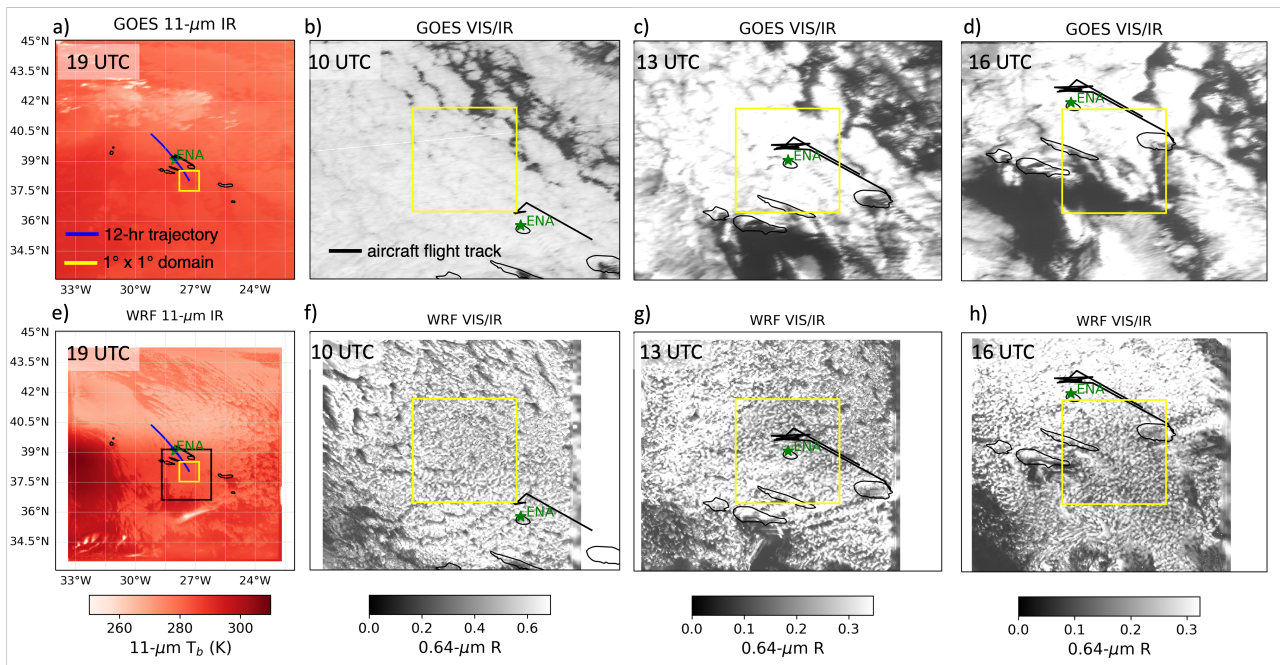 a) GOES 11-μm IR
19 UTC
45°N
42°N
40.5°N
39°N
37.5°N
36°N
34.5°N
ENA
12-hr trajectory
1° x 1° domain
33°W 30°W 27°W 24°W
b) GOES VIS/IR
10 UTC
ENA
aircraft flight track
c) GOES VIS/IR
13 UTC
ENA
d) GOES VIS/IR
16 UTC
ENA
e) WRF 11-μm IR
19 UTC
45°N
43.5°N
42°N
40.5°N
39°N
37.5°N
36°N
34.5°N
ENA
33°W 30°W 27°W 24°W
f) WRF VIS/IR
10 UTC
ENA
g) WRF VIS/IR
13 UTC
ENA
h) WRF VIS/IR
16 UTC
ENA
260 280 300
11-μm Tb (K)
0.0 0.2 0.4 0.6
0.64-μm R
0.0 0.1 0.2 0.3
0.64-μm R
0.0 0.1 0.2 0.3
0.64-μm R